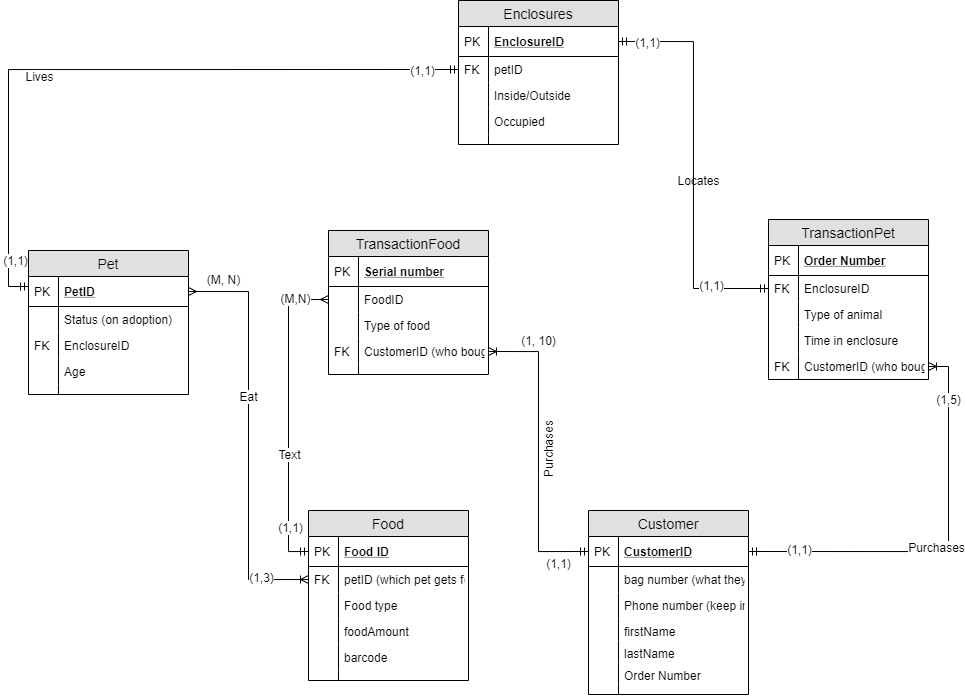 Enclosures
PK EnclosureID
FK petID
Inside/Outside
Occupied
(1,1)
(1,1)
Lives
Locates
(1,1)
Pet
PK PetID
Status (on adoption)
FK EnclosureID
Age
(M, N)
TransactionFood
PK Serial number
FoodID
Type of food
FK CustomerID (who boug
(M,N)
(1, 10)
TransactionPet
PK Order Number
FK EnclosureID
Type of animal
Time in enclosure
FK CustomerID (who boug
(1,1)
(1,5)
Eat
Text
Purchases
(1,1)
(1,3)
Food
PK Food ID
FK petID (which pet gets f
Food type
foodAmount
barcode
(1,1)
Customer
PK CustomerID
bag number (what they
Phone number (keep in
firstName
lastName
Order Number
(1,1)
Purchases